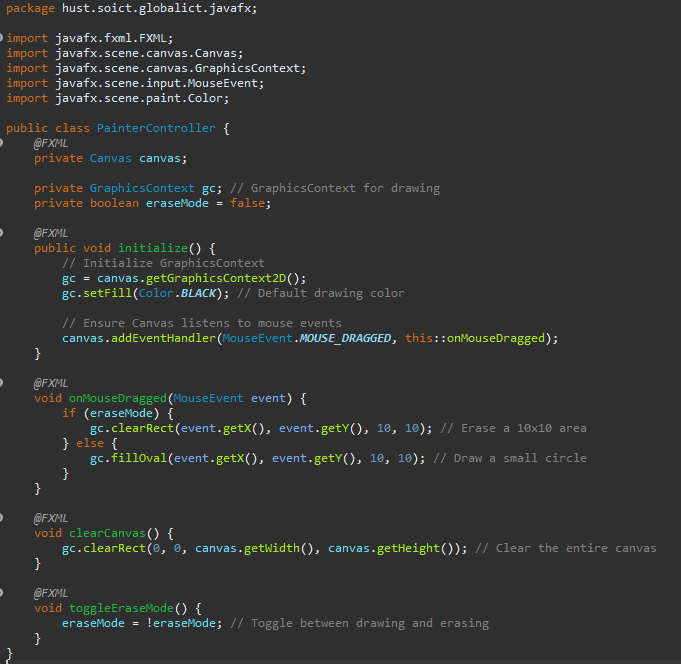 package hust.soict.globalict.javafx;
import javafx.fxml.FXML;
import javafx.scene.canvas.Canvas;
import javafx.scene.canvas.GraphicsContext;
import javafx.scene.input.MouseEvent;
import javafx.scene.paint.Color;
public class PainterController {
@FXML
private Canvas canvas;
private GraphicsContext gc; // GraphicsContext for drawing
private boolean eraseMode = false;
@FXML
public void initialize() {
// Initialize GraphicsContext
gc = canvas.getGraphicsContext2D();
gc.setFill(Color.BLACK); // Default drawing color
// Ensure Canvas listens to mouse events
canvas.addEventHandler(MouseEvent.MOUSE_DRAGGED, this::onMouseDragged);
}
@FXML
void onMouseDragged(MouseEvent event) {
if (eraseMode) {
gc.clearRect(event.getX(), event.getY(), 10, 10); // Erase a 10x10 area
} else {
gc.fillOval(event.getX(), event.getY(), 10, 10); // Draw a small circle
}
}
@FXML
void clearCanvas() {
gc.clearRect(0, 0, canvas.getWidth(), canvas.getHeight()); // Clear the entire canvas
}
@FXML
void toggleEraseMode() {
eraseMode = !eraseMode; // Toggle between drawing and erasing
}
}